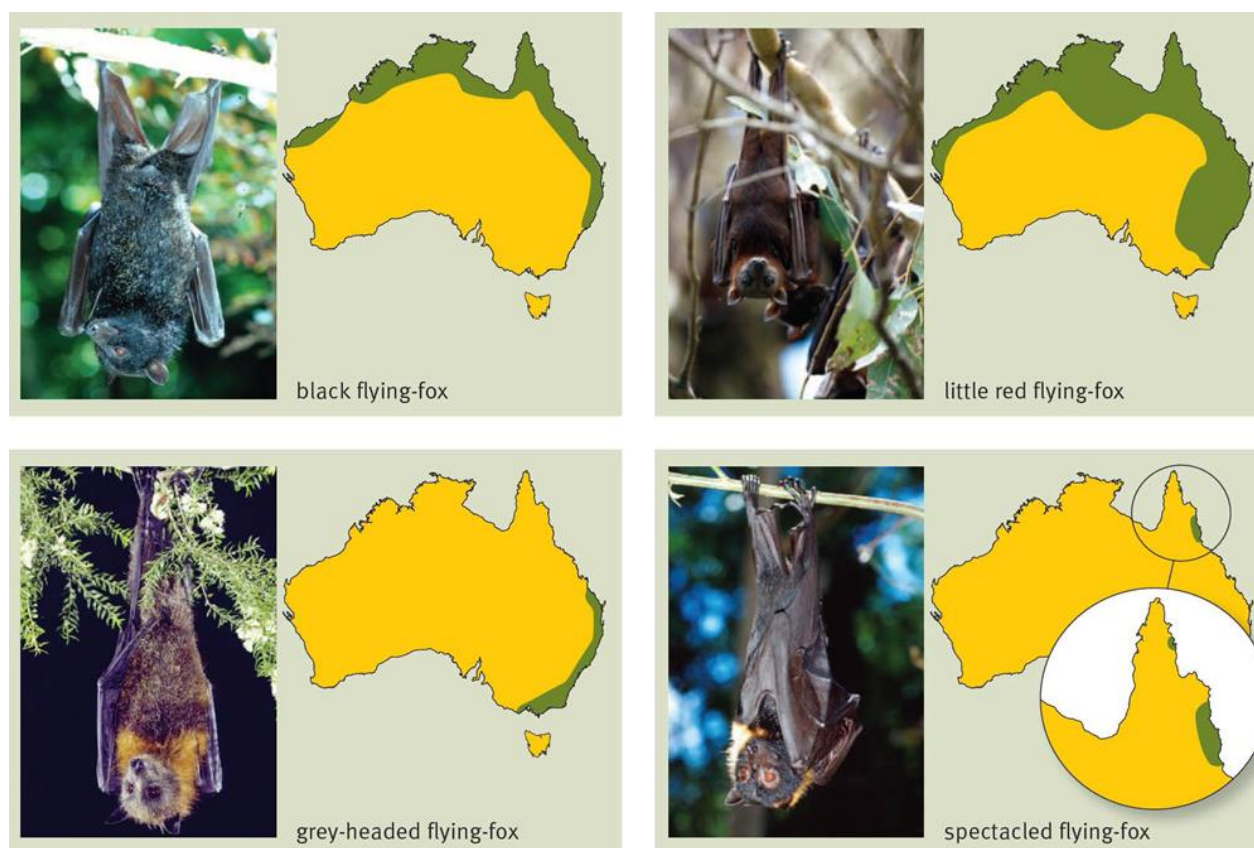 black flying-fox
little red flying-fox
grey-headed flying-fox
spectacled flying-fox